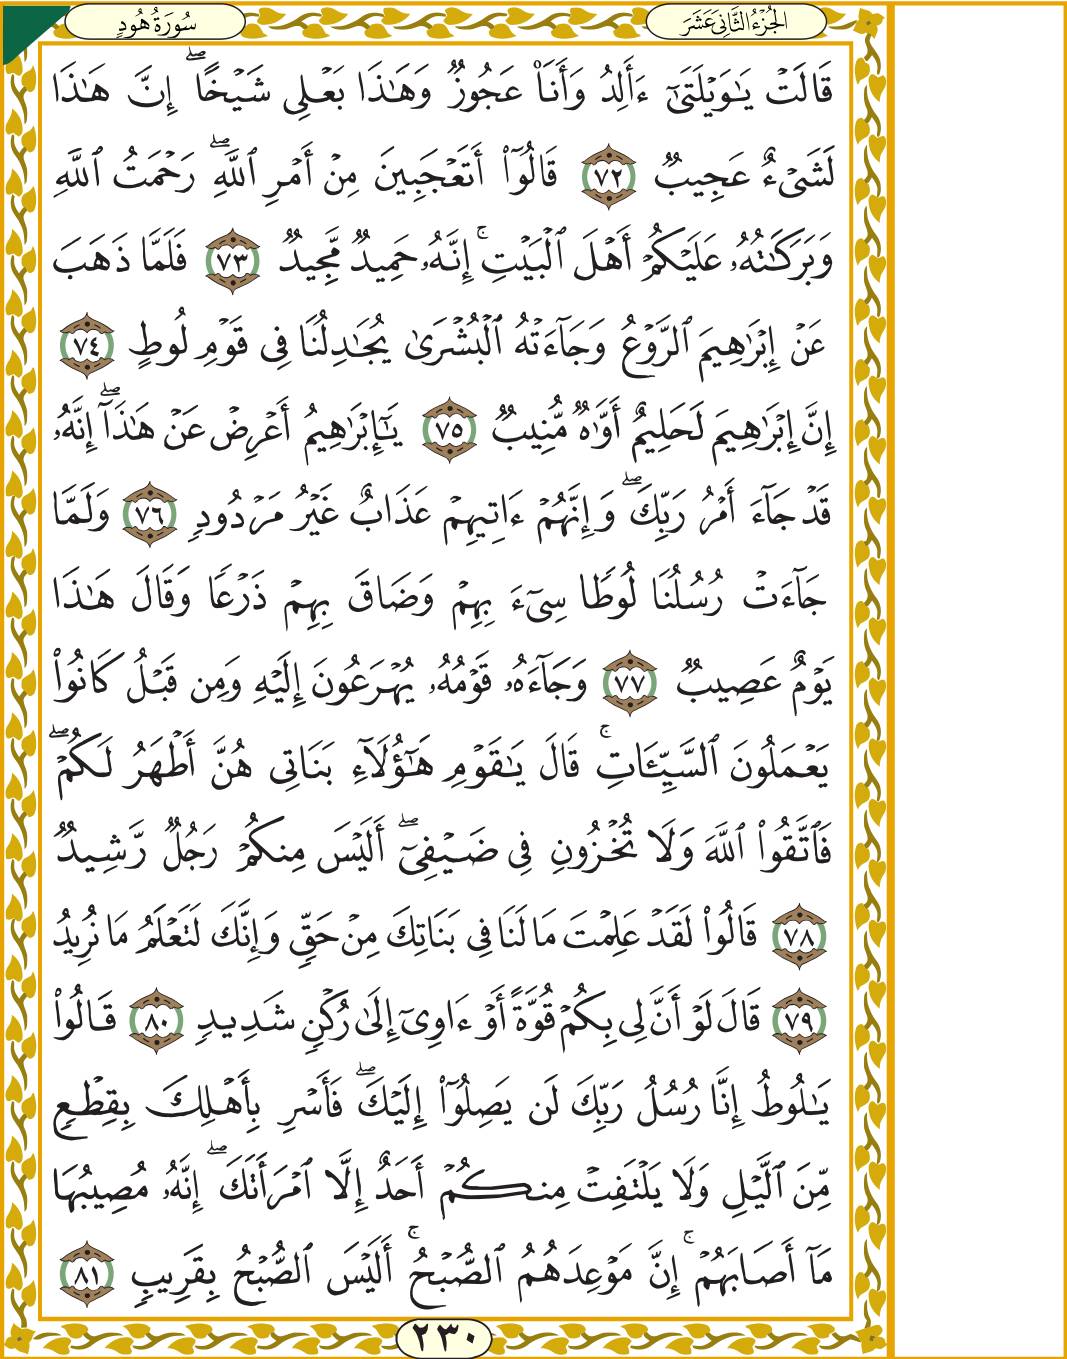 الجُزْءُ الثَّانِي عَشَرَ
سُورَةُ هُودٍ
قَالَتْ يَٰوَيْلَتَىٰٓ ءَأَلِدُ وَأَنَا۠ عَجُوزٌ وَهَٰذَا بَعْلِى شَيْخًا ۖ إِنَّ هَٰذَا
لَشَىْءٌ عَجِيبٌ ٧٢ قَالُوٓا۟ أَتَعْجَبِينَ مِنْ أَمْرِ ٱللَّهِ ۖ رَحْمَتُ ٱللَّهِ
وَبَرَكَٰتُهُۥ عَلَيْكُمْ أَهْلَ ٱلْبَيْتِ ۚ إِنَّهُۥ حَمِيدٌ مَّجِيدٌ ٧٣ فَلَمَّا ذَهَبَ
عَنْ إِبْرَٰهِيمَ ٱلرَّوْعُ وَجَآءَتْهُ ٱلْبُشْرَىٰ يُجَٰدِلُنَا فِى قَوْمِ لُوطٍ ٧٤
إِنَّ إِبْرَٰهِيمَ لَحَلِيمٌ أَوَّٰهٌ مُّنِيبٌ ٧٥ يَٰٓإِبْرَٰهِيمُ أَعْرِضْ عَنْ هَٰذَآ ۖ إِنَّهُۥ
قَدْ جَآءَ أَمْرُ رَبِّكَ ۖ وَإِنَّهُمْ ءَاتِيهِمْ عَذَابٌ غَيْرُ مَرْدُودٍ ٧٦ وَلَمَّا
جَآءَتْ رُسُلُنَا لُوطًا سِىٓءَ بِهِمْ وَضَاقَ بِهِمْ ذَرْعًا وَقَالَ هَٰذَا
يَوْمٌ عَصِيبٌ ٧٧ وَجَآءَهُۥ قَوْمُهُۥ يُهْرَعُونَ إِلَيْهِ وَمِن قَبْلُ كَانُوا۟
يَعْمَلُونَ ٱلسَّيِّـَٔاتِ ۚ قَالَ يَٰقَوْمِ هَٰٓؤُلَآءِ بَنَاتِى هُنَّ أَطْهَرُ لَكُمْ ۖ
فَٱتَّقُوا۟ ٱللَّهَ وَلَا تُخْزُونِ فِى ضَيْفِىٓ ۖ أَلَيْسَ مِنكُمْ رَجُلٌ رَّشِيدٌ
٧٨ قَالُوا۟ لَقَدْ عَلِمْتَ مَا لَنَا فِى بَنَاتِكَ مِنْ حَقٍّ وَإِنَّكَ لَتَعْلَمُ مَا نُرِيدُ
٧٩ قَالَ لَوْ أَنَّ لِى بِكُمْ قُوَّةً أَوْ ءَاوِىٓ إِلَىٰ رُكْنٍ شَدِيدٍ ٨٠ قَالُوا۟
يَٰلُوطُ إِنَّا رُسُلُ رَبِّكَ لَن يَصِلُوٓا۟ إِلَيْكَ ۖ فَأَسْرِ بِأَهْلِكَ بِقِطْعٍ
مِّنَ ٱلَّيْلِ وَلَا يَلْتَفِتْ مِنكُمْ أَحَدٌ إِلَّا ٱمْرَأَتَكَ ۖ إِنَّهُۥ مُصِيبُهَا
مَآ أَصَابَهُمْ ۚ إِنَّ مَوْعِدَهُمُ ٱلصُّبْحُ ۚ أَلَيْسَ ٱلصُّبْحُ بِقَرِيبٍ ٨١
٢٣٠